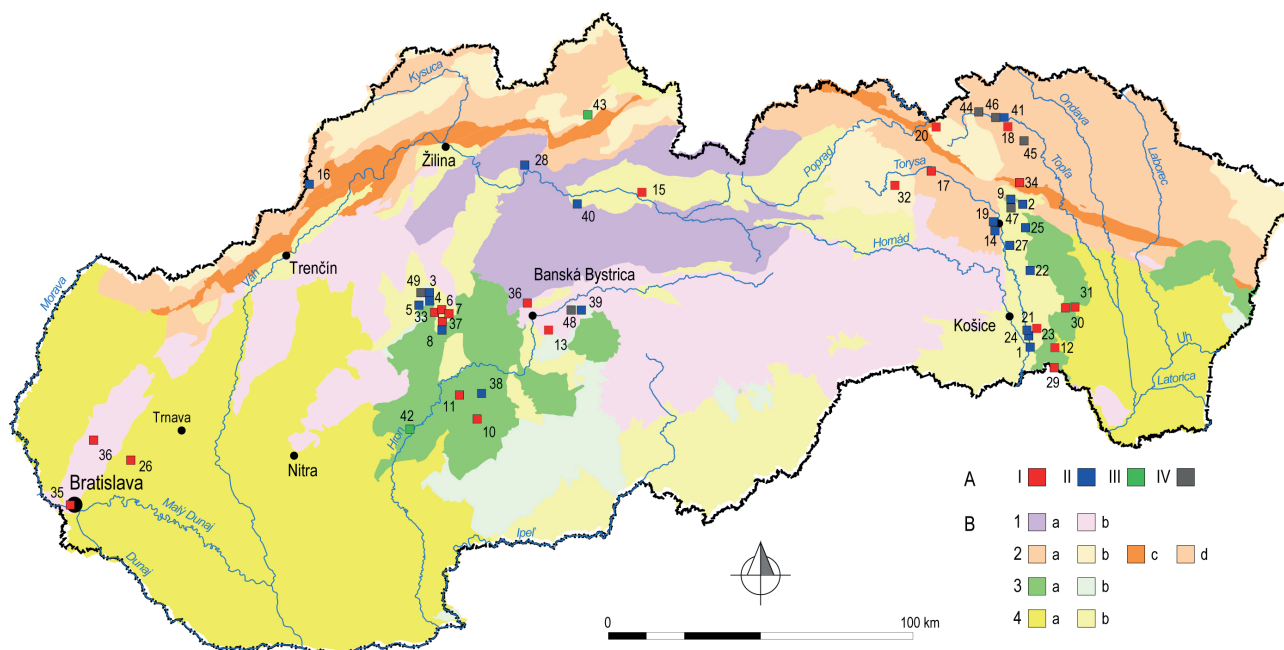 Kysuca
43
44 46 41
Ondava
20
18
45
Laborec
Žilina
28
Poprad
Topľa
16
15
Torysa
17
34
32
9
2
40
19
47
25
14
Hornád
27
Trenčín
Váh
Morava
22
49 3
Banská Bystrica
4 6
5
7
36
39
31
33
37
48
Košice
21
30
8
13
23
Uh
24
1
12
29
Latorica
38
11
42
10
Hron
Trnava
36
26
Nitra
A I II III IV
Bratislava
35
B 1 a b
Malý Dunaj
2 a b c d
Ipeľ
3 a b
Dunaj
4 a b
0 100 km